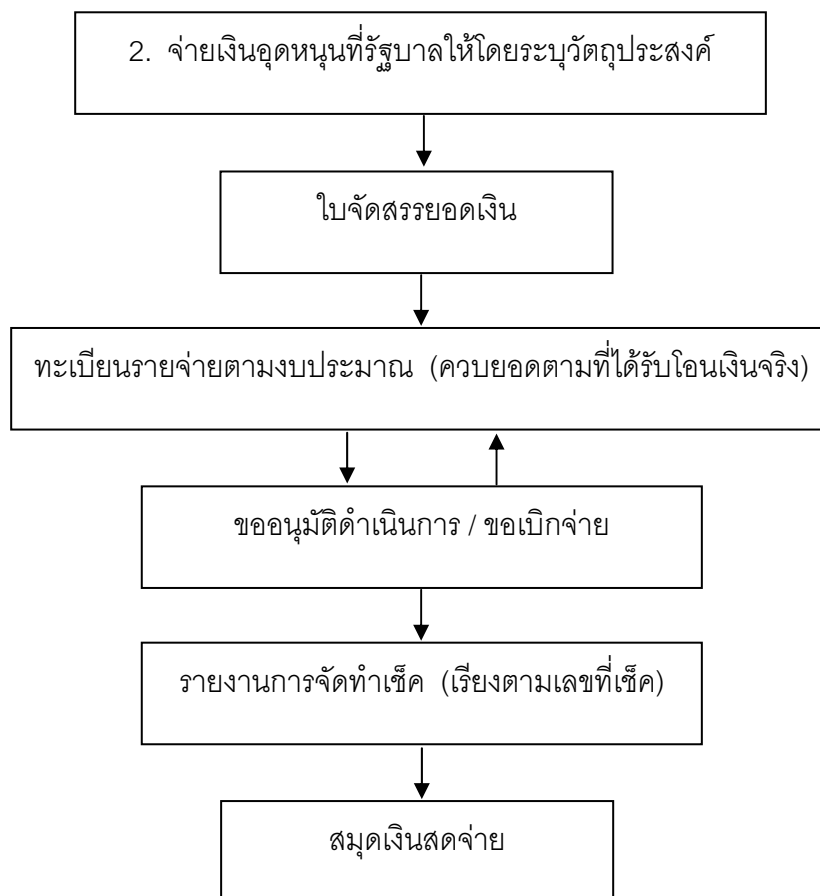 2. จ่ายเงินอุดหนุนที่รัฐบาลให้โดยระบุวัตถุประสงค์
ใบจัดสรรยอดเงิน
ทะเบียนรายจ่ายตามงบประมาณ (ควบยอดตามที่ได้รับโอนเงินจริง)
ขออนุมัติดำเนินการ / ขอเบิกจ่าย
รายงานการจัดทำเช็ค (เรียงตามเลขที่เช็ค)
สมุดเงินสดจ่าย